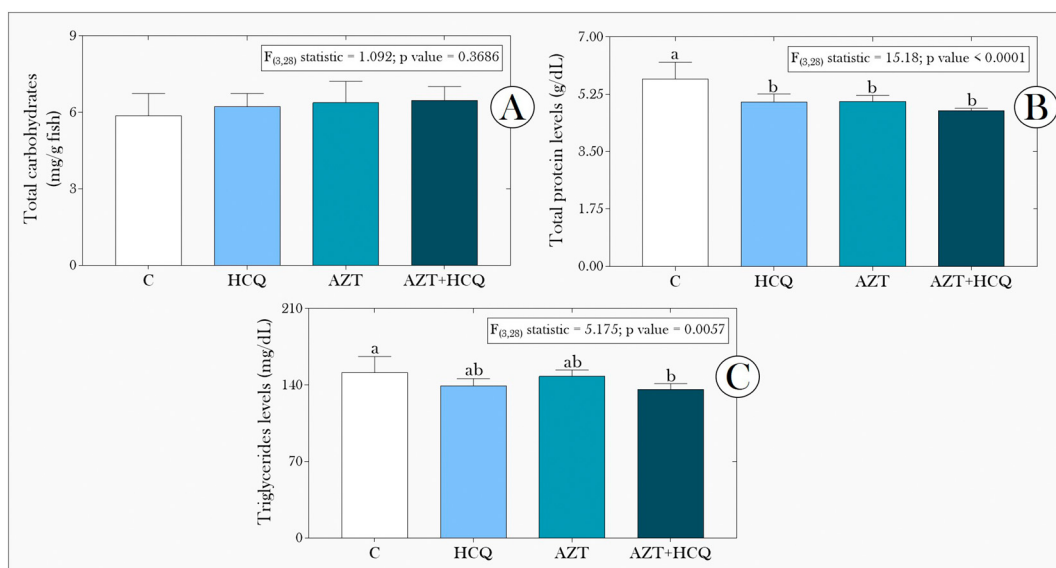 Total carbohydrates
(mg/g fish)
9
6
3
0
F(3,28) statistic = 1.092; p value = 0.3686
A
C HCQ AZT AZT+HCQ
Total protein levels (g/dL)
7.00
5.25
3.50
1.75
0.00
F(3,28) statistic = 15.18; p value < 0.0001
a
b
b
b
B
C HCQ AZT AZT+HCQ
Triglycerides levels (mg/dL)
210
140
70
0
F(3,28) statistic = 5.175; p value = 0.0057
a
ab
ab
b
C
C HCQ AZT AZT+HCQ